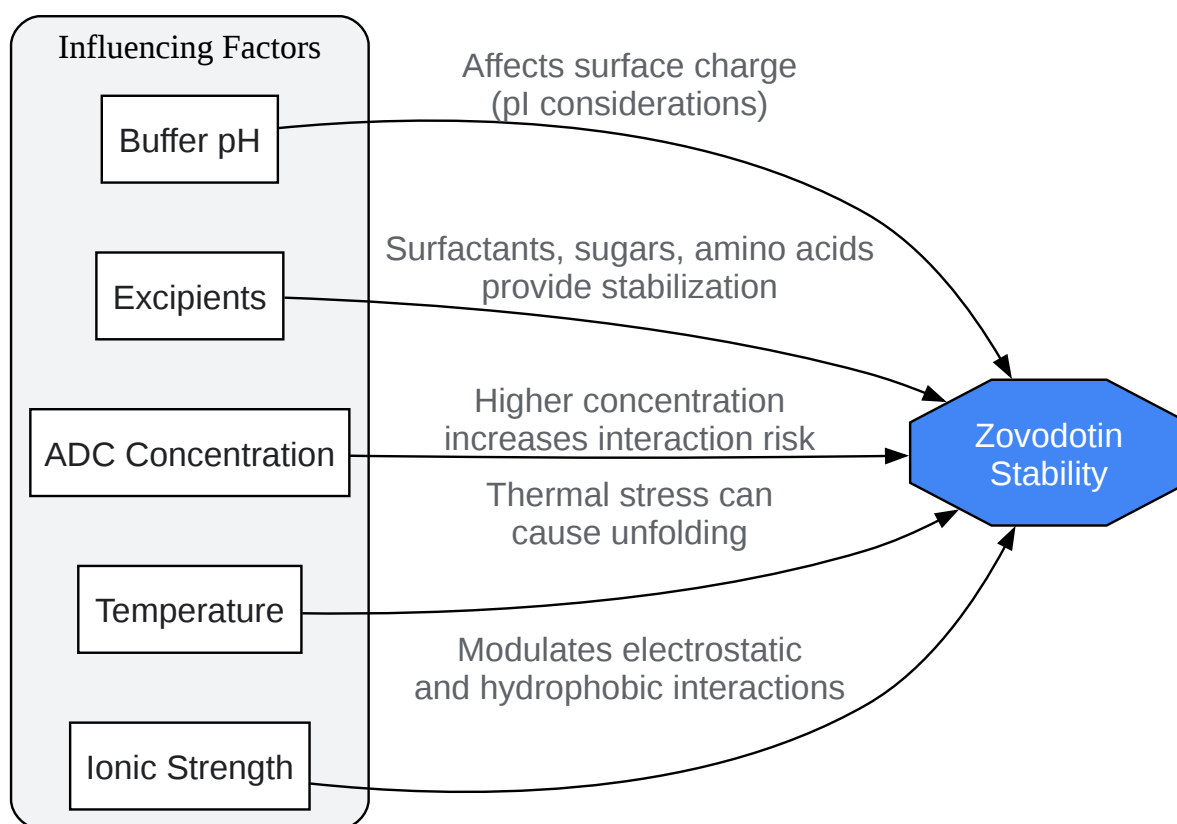 Influencing Factors
Buffer pH
Affects surface charge
(pI considerations)
Excipients
Surfactants, sugars, amino acids
provide stabilization
ADC Concentration
Higher concentration
increases interaction risk
Zovodotin
Stability
Thermal stress can
cause unfolding
Temperature
Modulates electrostatic
and hydrophobic interactions
Ionic Strength